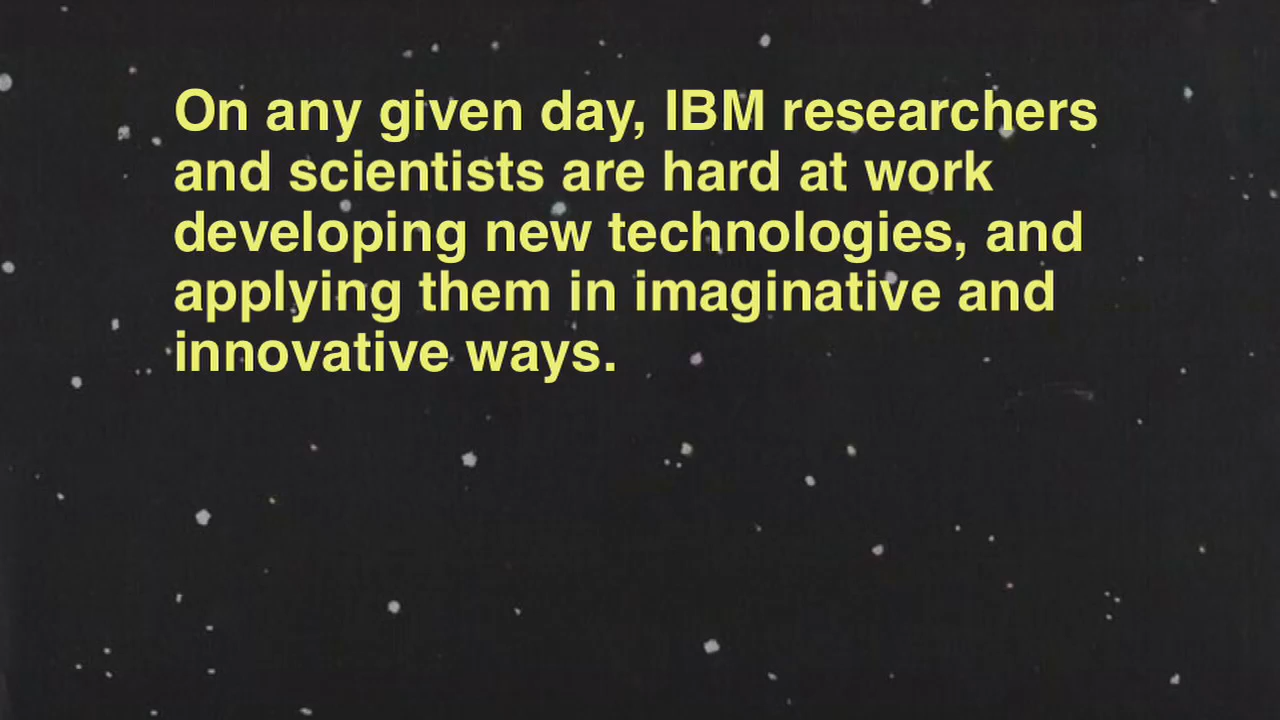 On any given day, IBM researchers
and scientists are hard at work
developing new technologies, and
applying them in imaginative and
innovative ways.